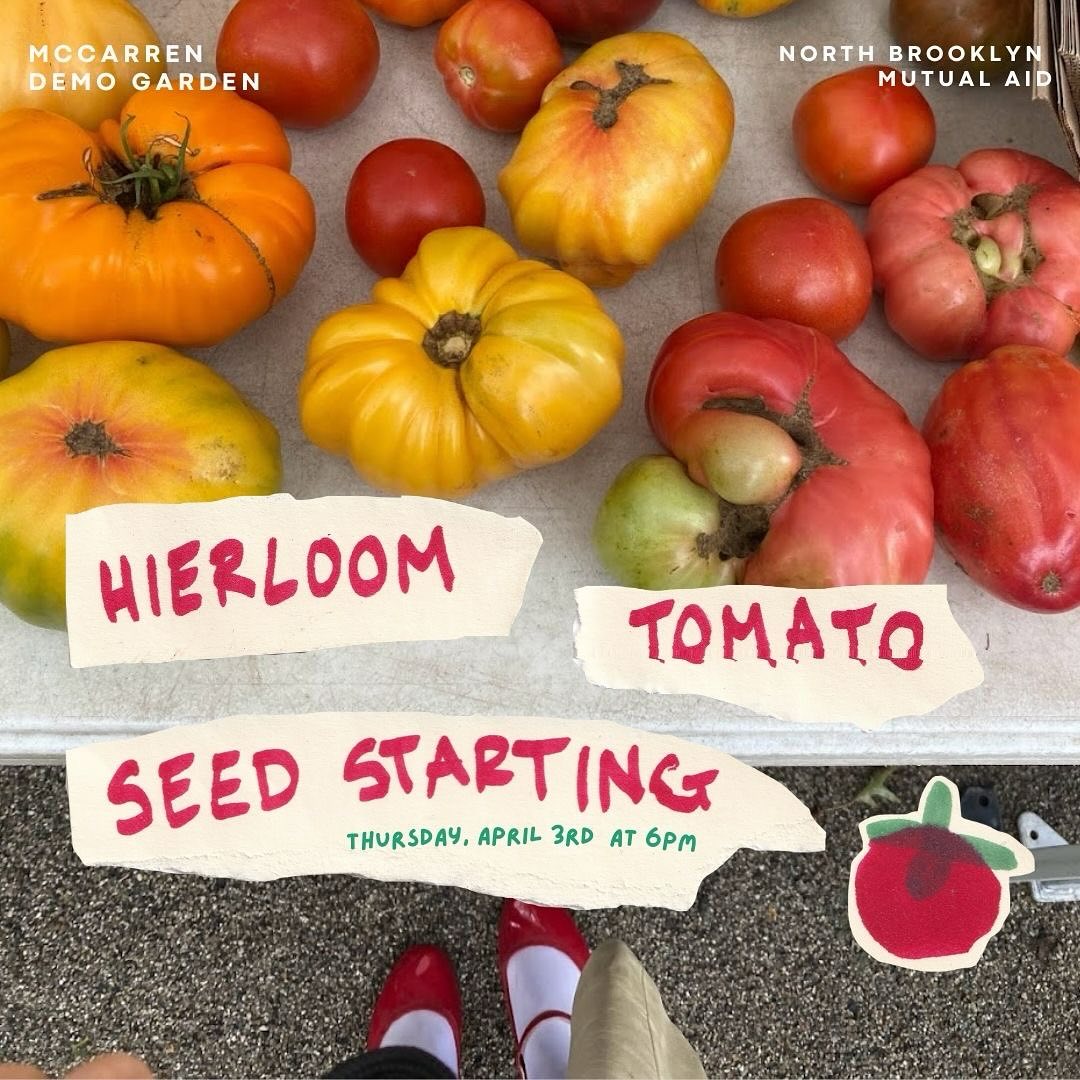 MCCARREN
DEMO GARDEN
NORTH BROOKLYN
MUTUAL AID
HIERLOOM
TOMATO
SEED STARTING
THURSDAY, APRIL 3RD AT 6PM